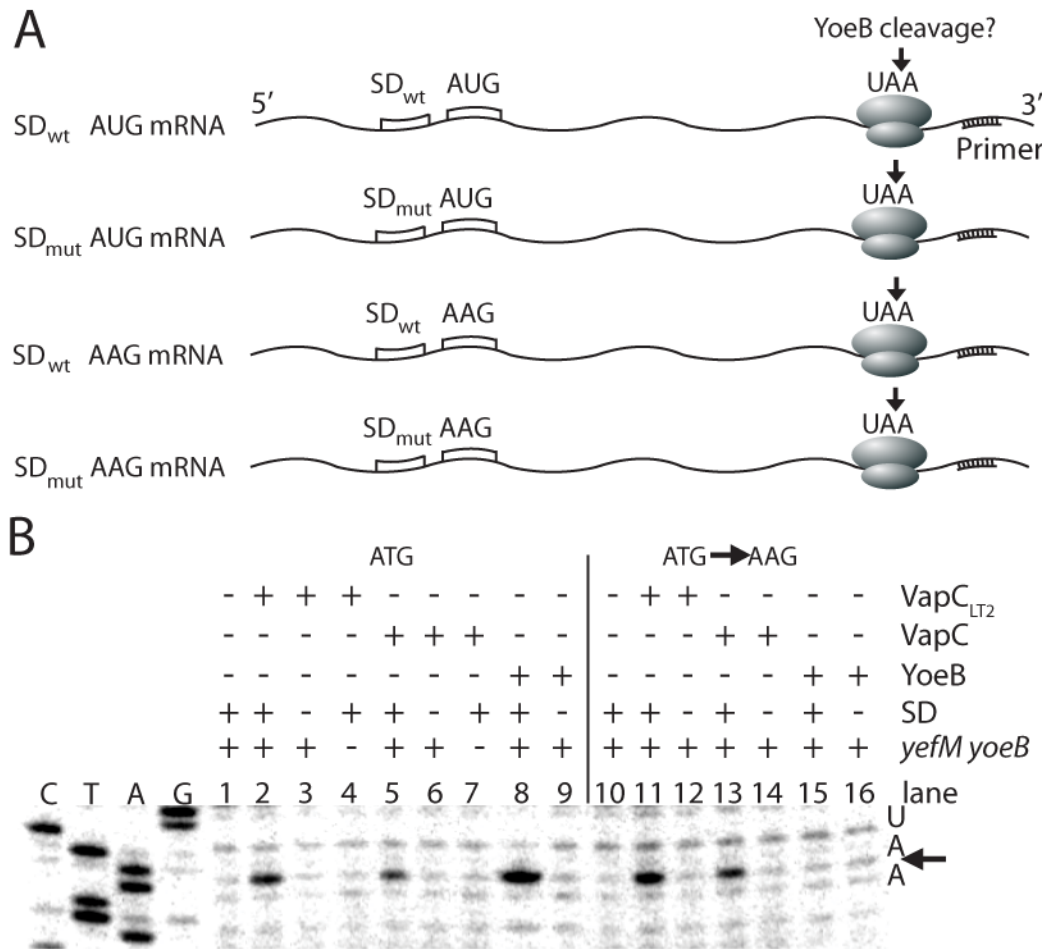 A
YoeB cleavage?
5′ SDwt AUG UAA 3′
SDwt AUG mRNA
Primer
SDmut AUG UAA
SDmut AUG mRNA
SDwt AAG UAA
SDwt AAG mRNA
SDmut AAG UAA
SDmut AAG mRNA
B
ATG ATG AAG
- + + + - - - - - - + + - - - - VapCLT2
- - - - + + + - - - - - + + - - VapC
- - - - - - - + + - - - - - + + YoeB
+ + - + + - + + - + + - + - + - SD
+ + + - + + - + + + + + + + + + yefM yoeB
C T A G 1 2 3 4 5 6 7 8 9 10 11 12 13 14 15 16 lane
U
A
A